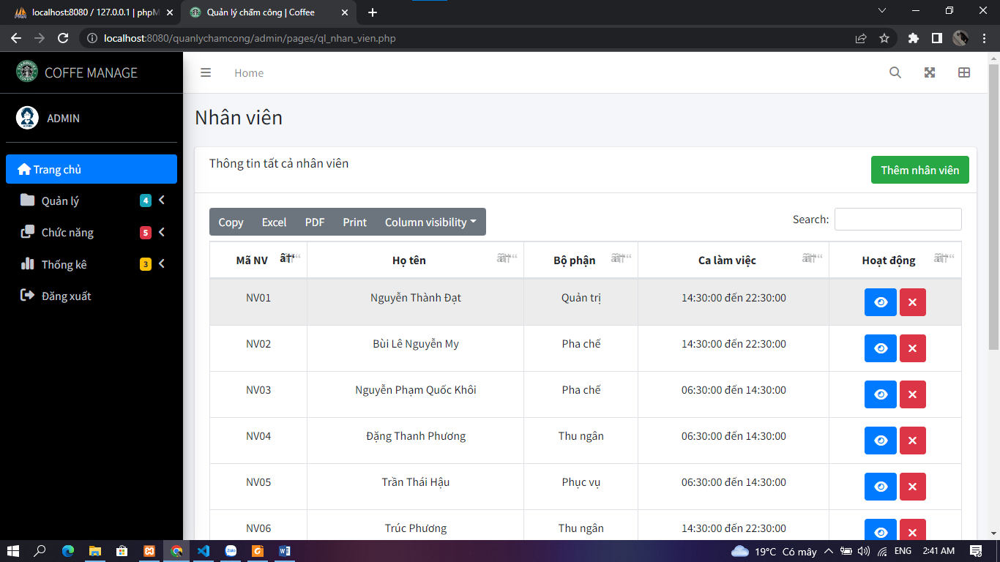 localhost:8080 / 127.0.0.1 | phpM
Quản lý chấm công | Coffee
localhost:8080/quanlychamcong/admin/pages/ql_nhan_vien.php
COFFE MANAGE
Home
ADMIN
Nhân viên
Trang chủ
Thông tin tất cả nhân viên
Thêm nhân viên
Quản lý 4
Chức năng 5
Thống kê 3
Đăng xuất
Copy Excel PDF Print Column visibility
Search:
Mã NV Họ tên Bộ phận Ca làm việc Hoạt động
NV01 Nguyễn Thành Đạt Quản trị 14:30:00 đến 22:30:00
NV02 Bùi Lê Nguyễn My Pha chế 14:30:00 đến 22:30:00
NV03 Nguyễn Phạm Quốc Khôi Pha chế 06:30:00 đến 14:30:00
NV04 Đặng Thanh Phương Thu ngân 06:30:00 đến 14:30:00
NV05 Trần Thái Hậu Phục vụ 06:30:00 đến 14:30:00
NV06 Trúc Phương Thu ngân 14:30:00 đến 22:30:00
19°C Có mây ENG 2:41 AM